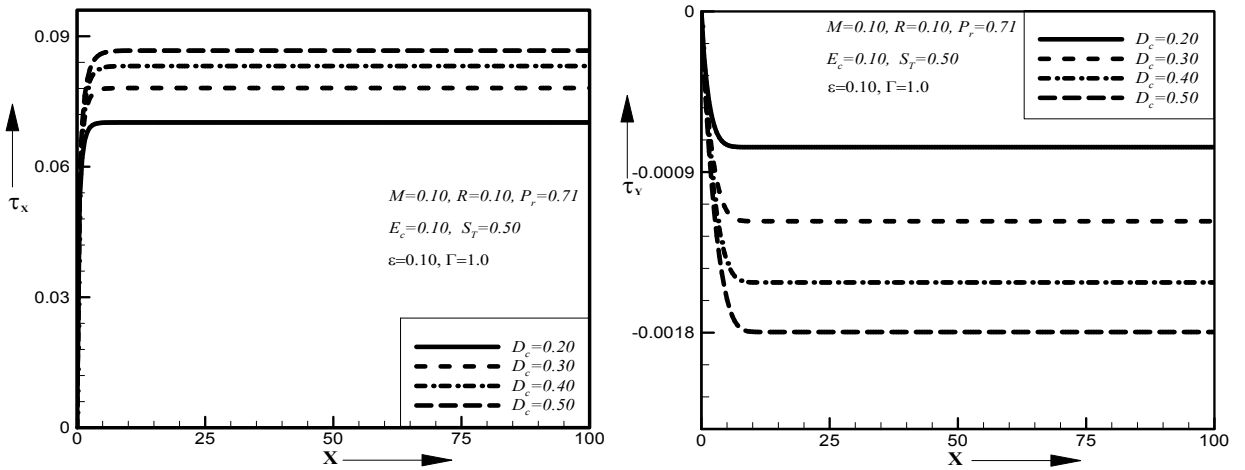 0.09
0.06
0.03
0
τX
M=0.10, R=0.10, Pr=0.71
Ec=0.10, ST=0.50
ε=0.10, Γ=1.0
Dc=0.20
Dc=0.30
Dc=0.40
Dc=0.50
0 25 50 75 100
X
0
-0.0009
-0.0018
τY
M=0.10, R=0.10, Pr=0.71
Ec=0.10, ST=0.50
ε=0.10, Γ=1.0
Dc=0.20
Dc=0.30
Dc=0.40
Dc=0.50
0 25 50 75 100
X